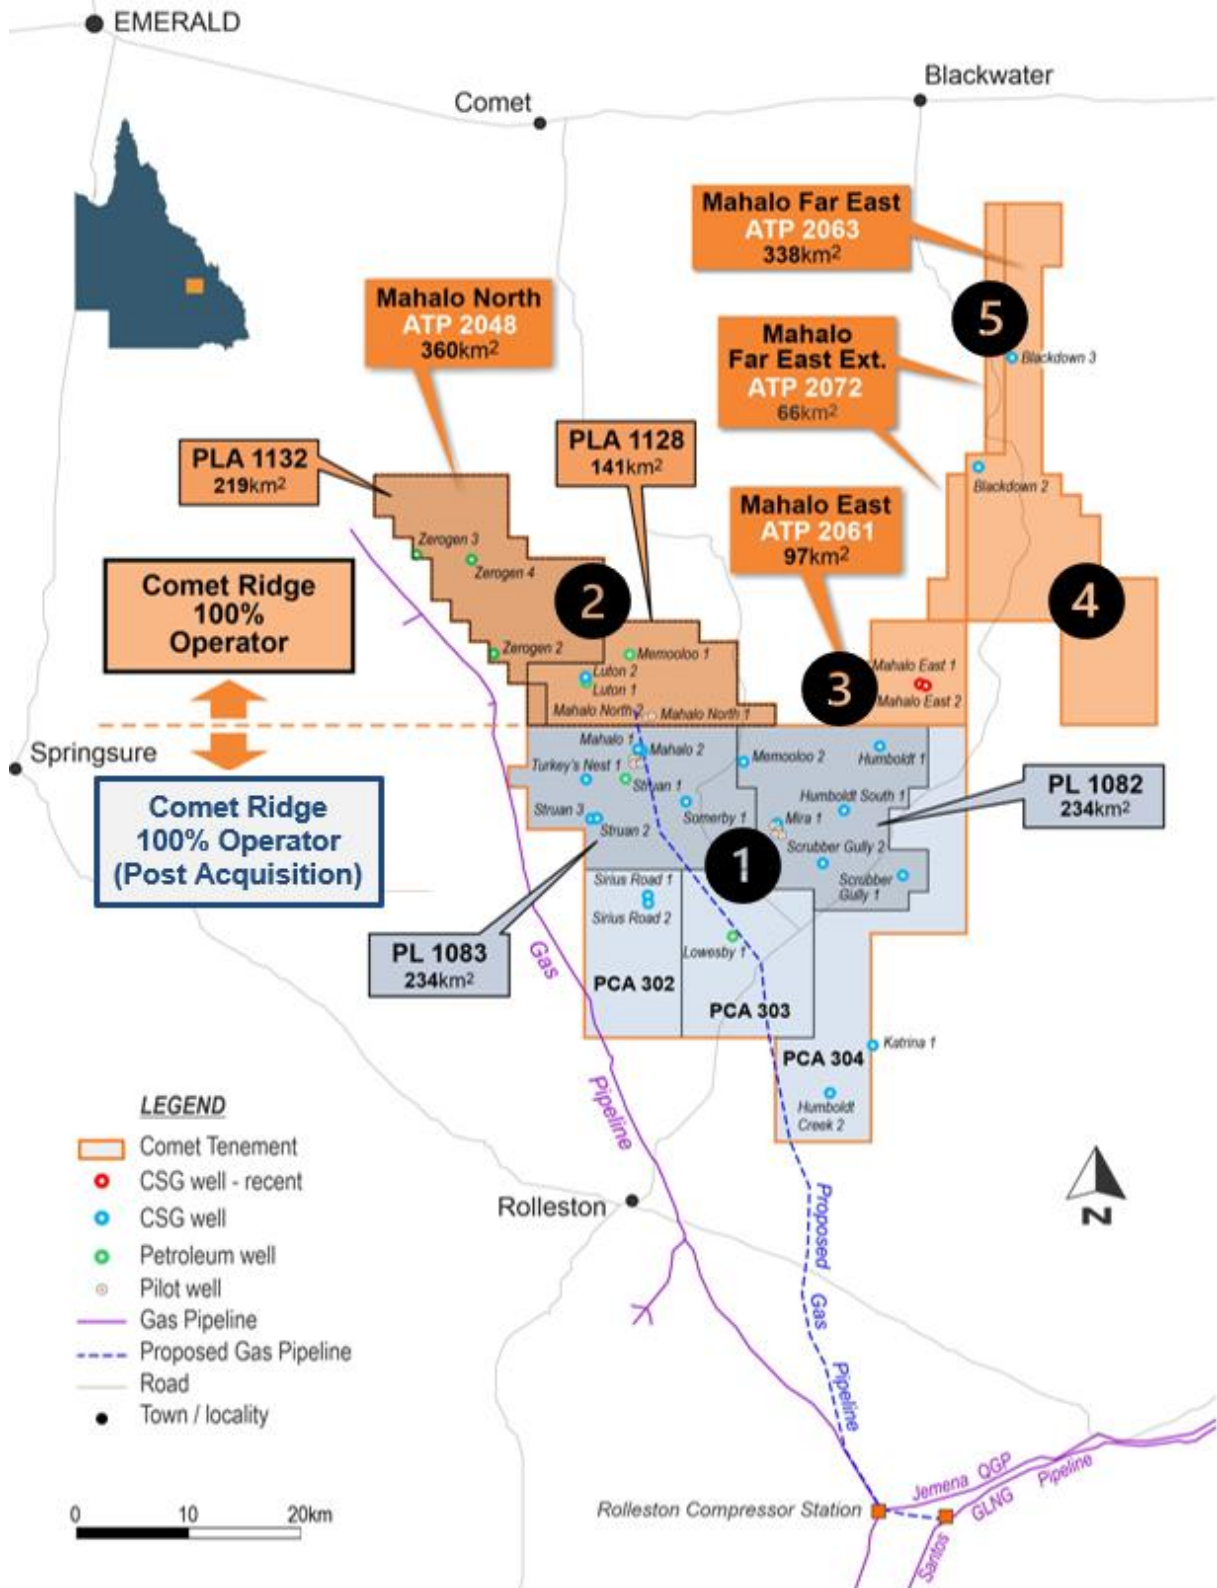 EMERALD
Comet
Blackwater
Mahalo Far East
ATP 2063
338km2
Mahalo North
ATP 2048
360km2
Mahalo
Far East Ext.
ATP 2072
66km2
5
Blackdown 3
PLA 1132
219km2
PLA 1128
141km2
Blackdown 2
Mahalo East
ATP 2061
97km2
Zerogen 3
Zerogen 4
Comet Ridge
100%
Operator
2
4
Zerogen 2
Memooloo 1
Luton 2
Luton 1
3
Mahalo East 1
Mahalo East 2
Mahalo North 2
Mahalo North 1
Springsure
Mahalo 1
Mahalo 2
Memooloo 2
Humboldt 1
Turkey's Nest 1
Struan 1
PL 1082
234km2
Comet Ridge
100% Operator
(Post Acquisition)
Struan 3
Struan 2
Somerby 1
Humboldt South 1
Mira 1
Scrubber Gully 2
1
Scrubber
Gully 1
Sirius Road 1
Sirius Road 2
PL 1083
234km2
Lowesby 1
Gas
PCA 302
PCA 303
PCA 304
Katrina 1
Pipeline
Humboldt
Creek 2
LEGEND
Comet Tenement
CSG well - recent
CSG well
Petroleum well
Pilot well
Gas Pipeline
Proposed Gas Pipeline
Road
Town / locality
Rolleston
Proposed
Gas
Pipeline
N
0 10 20km
Rolleston Compressor Station
Jemena QGP
Santos GLNG Pipeline